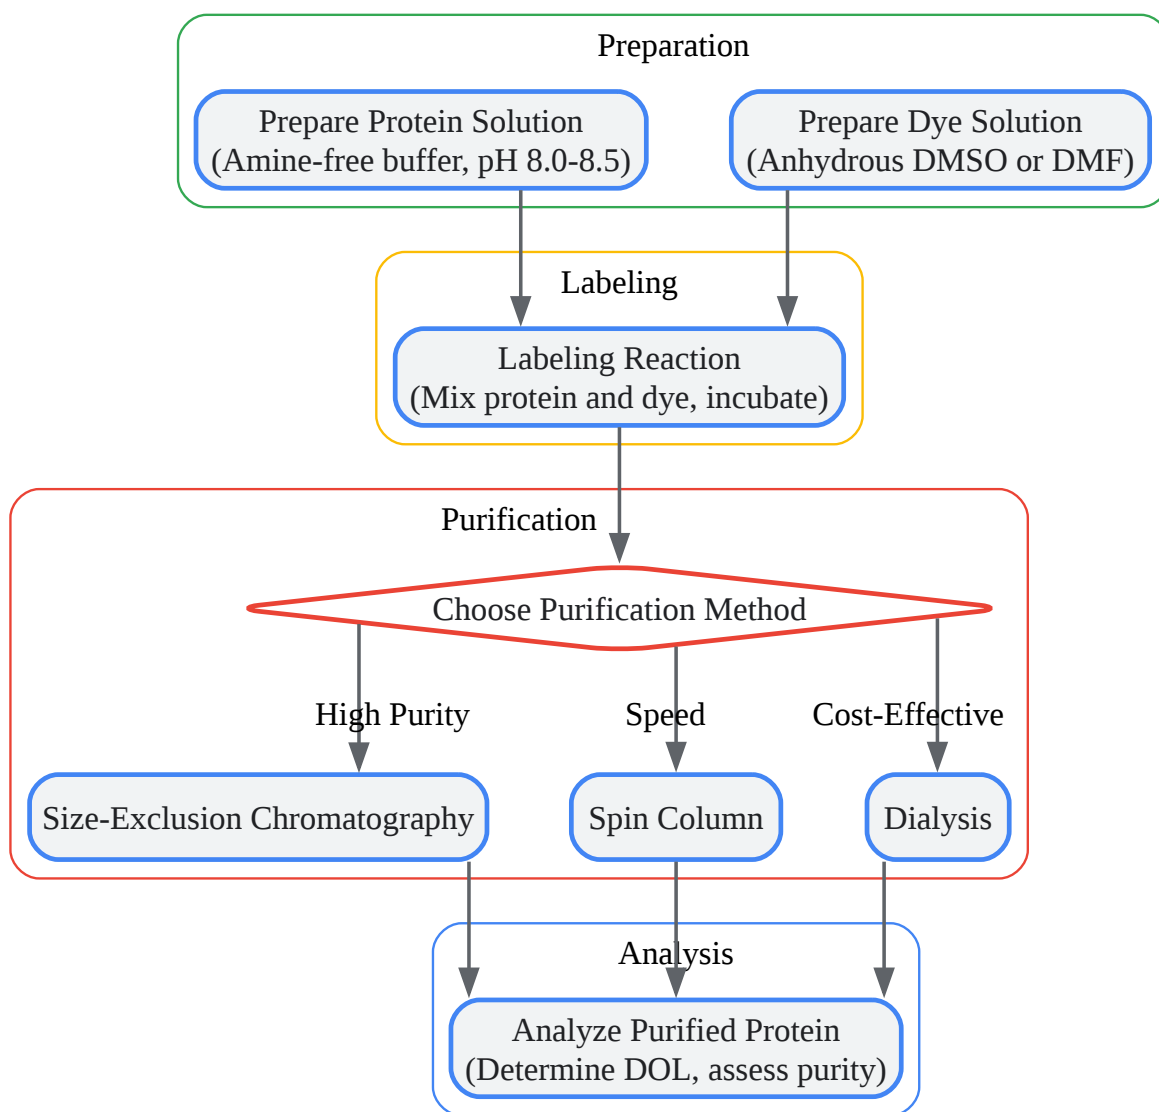 Preparation
Prepare Protein Solution
(Amine-free buffer, pH 8.0-8.5)
Prepare Dye Solution
(Anhydrous DMSO or DMF)
Labeling
Labeling Reaction
(Mix protein and dye, incubate)
Purification
Choose Purification Method
High Purity
Speed
Cost-Effective
Size-Exclusion Chromatography
Spin Column
Dialysis
Analysis
Analyze Purified Protein
(Determine DOL, assess purity)